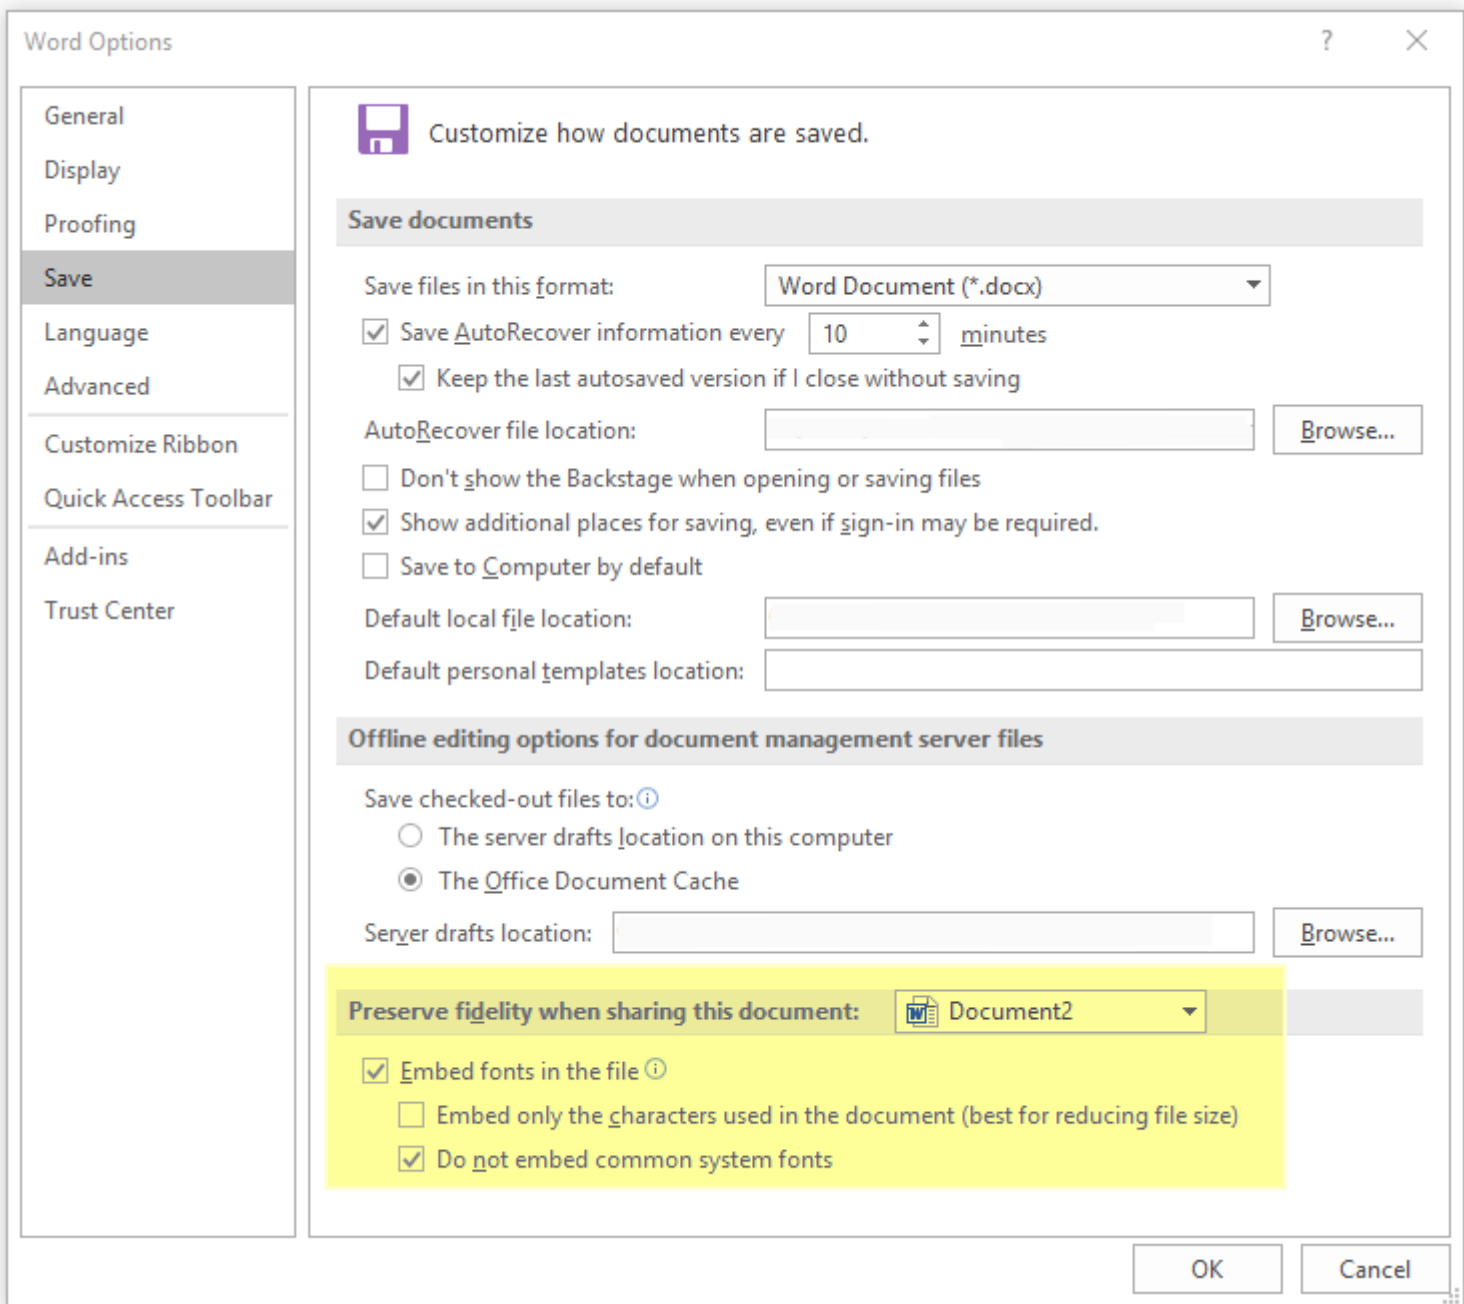 Word Options
?
General
Display
Proofing
Save
Language
Advanced
Customize Ribbon
Quick Access Toolbar
Add-ins
Trust Center
Customize how documents are saved.
Save documents
Save files in this format: Word Document (*.docx)
Save AutoRecover information every 10 minutes
Keep the last autosaved version if I close without saving
AutoRecover file location: Browse...
Don't show the Backstage when opening or saving files
Show additional places for saving, even if sign-in may be required.
Save to Computer by default
Default local file location: Browse...
Default personal templates location:
Offline editing options for document management server files
Save checked-out files to:
The server drafts location on this computer
The Office Document Cache
Server drafts location: Browse...
Preserve fidelity when sharing this document: Document2
Embed fonts in the file
Embed only the characters used in the document (best for reducing file size)
Do not embed common system fonts
OK Cancel